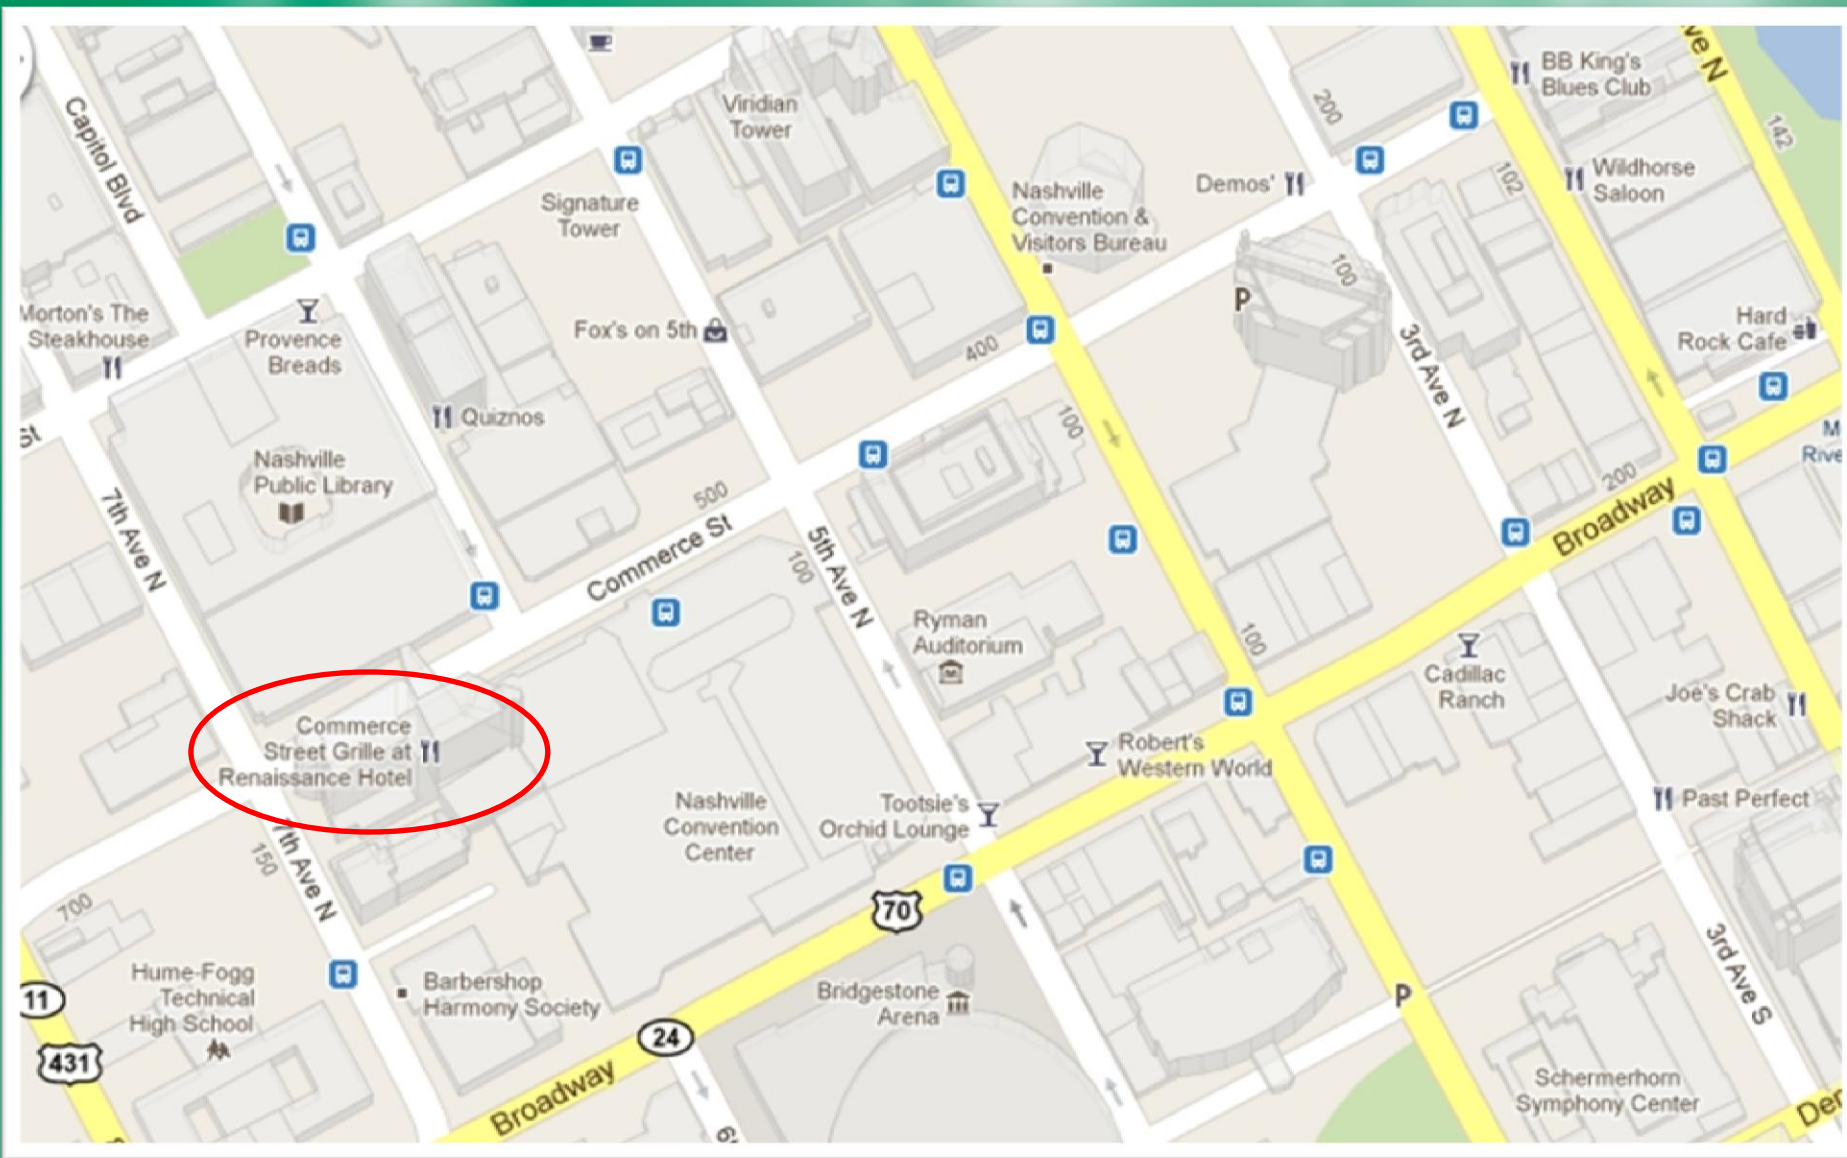 ve N
BB King's
Blues Club
142
200
Capitol Blvd
Viridian
Tower
Wildhorse
Saloon
102
Demos'
Nashville
Convention &
Visitors Bureau
Signature
Tower
100
P
Morton's The
Steakhouse
Provence
Breads
Fox's on 5th
400
3rd Ave N
Hard
Rock Cafe
Quiznos
100
St
M
Rive
Nashville
Public Library
500
200
7th Ave N
Commerce St
100
5th Ave N
Broadway
Ryman
Auditorium
100
Cadillac
Ranch
Joe's Crab
Shack
Commerce
Street Grille at
Renaissance Hotel
Robert's
Western World
Nashville
Convention
Center
Tootsie's
Orchid Lounge
Past Perfect
150
7th Ave N
700
70
3rd Ave S
Hume-Fogg
Technical
High School
Barbershop
Harmony Society
Bridgestone
Arena
P
11
24
431
Broadway
Schermerhorn
Symphony Center
Der